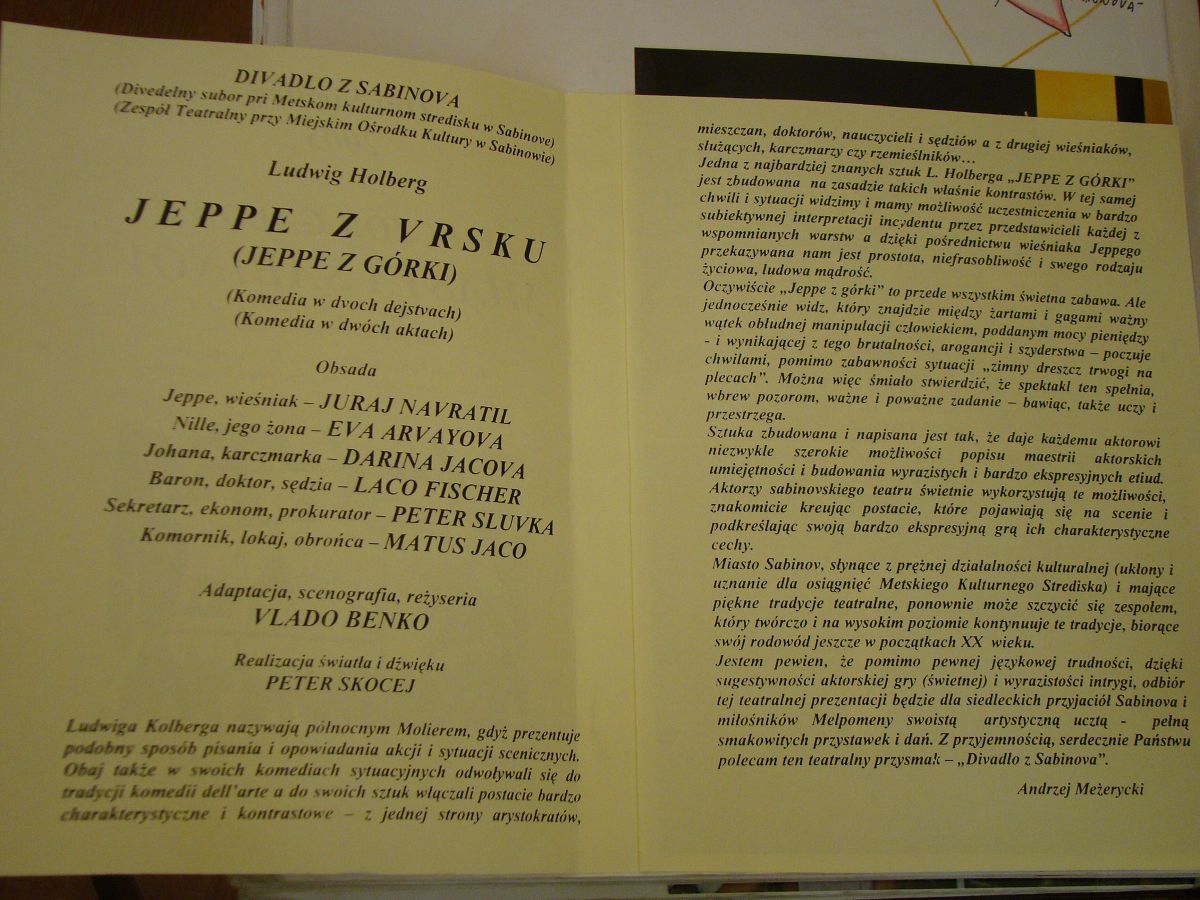 DIVADLO Z SABINOVA
(Divedelny subor pri Metskom kulturnom stredisku w Sabinove)
(Zespół Teatralny przy Miejskim Ośrodku Kultury w Sabinowie)
Ludwig Holberg
JEPPE Z VRSKU
(JEPPE Z GÓRKI)
(Komedia w dvoch dejstvach)
(Komedia w dwóch aktach)
Obsada
Jeppe, wieśniak – JURAJ NAVRATIL
Nille, jego żona – EVA ARVAYOVA
Johana, karczmarka – DARINA JACOVA
Baron, doktor, sędzia – LACO FISCHER
Sekretarz, ekonom, prokurator – PETER SLUVKA
Komornik, lokaj, obrońca – MATUS JACO
Adaptacja, scenografia, reżyseria
VLADO BENKO
Realizacja światła i dźwięku
PETER SKOCEJ
Ludwiga Kolberga nazywają północnym Molierem, gdyż prezentuje
podobny sposób pisania i opowiadania akcji i sytuacji scenicznych.
Obaj także w swoich komediach sytuacyjnych odwoływali się do
tradycji komedii dell'arte a do swoich sztuk włączali postacie bardzo
charakterystyczne i kontrastowe – z jednej strony arystokratów,
mieszczan, doktorów, nauczycieli i sędziów a z drugiej wieśniaków,
służących, karczmarzy czy rzemieślników…
Jedna z najbardziej znanych sztuk L. Holberga „JEPPE Z GÓRKI”
jest zbudowana na zasadzie takich właśnie kontrastów. W tej samej
chwili i sytuacji widzimy i mamy możliwość uczestniczenia w bardzo
subiektywnej interpretacji incydentu przez przedstawicieli każdej z
wspomnianych warstw a dzięki pośrednictwu wieśniaka Jeppego
przekazywana nam jest prostota, niefrasobliwość i swego rodzaju
życiowa, ludowa mądrość.
Oczywiście „Jeppe z górki” to przede wszystkim świetna zabawa. Ale
jednocześnie widz, który znajdzie między żartami i gagami ważny
wątek obłudnej manipulacji człowiekiem, poddanym mocy pieniędzy
- i wynikającej z tego brutalności, arogancji i szyderstwa – poczuje
chwilami, pomimo zabawności sytuacji „zimny dreszcz trwogi na
plecach”. Można więc śmiało stwierdzić, że spektakl ten spełnia,
wbrew pozorom, ważne i poważne zadanie – bawiąc, także uczy i
przestrzega.
Sztuka zbudowana i napisana jest tak, że daje każdemu aktorowi
niezwykle szerokie możliwości popisu maestrii aktorskich
umiejętności i budowania wyrazistych i bardzo ekspresyjnych etiud.
Aktorzy sabinovskiego teatru świetnie wykorzystują te możliwości,
znakomicie kreując postacie, które pojawiają się na scenie i
podkreślając swoją bardzo ekspresyjną grą ich charakterystyczne
cechy.
Miasto Sabinov, słynące z prężnej działalności kulturalnej (ukłony i
uznanie dla osiągnięć Metskiego Kulturnego Strediska) i mające
piękne tradycje teatralne, ponownie może szczycić się zespołem,
który twórczo i na wysokim poziomie kontynuuje te tradycje, biorące
swój rodowód jeszcze w początkach XX wieku.
Jestem pewien, że pomimo pewnej językowej trudności, dzięki
sugestywności aktorskiej gry (świetnej) i wyrazistości intrygi, odbiór
tej teatralnej prezentacji będzie dla siedleckich przyjaciół Sabinova i
miłośników Melpomeny swoistą artystyczną ucztą - pełną
smakowitych przystawek i dań. Z przyjemnością, serdecznie Państwu
polecam ten teatralny przysmak – „Divadlo z Sabinova”.
Andrzej Meżerycki